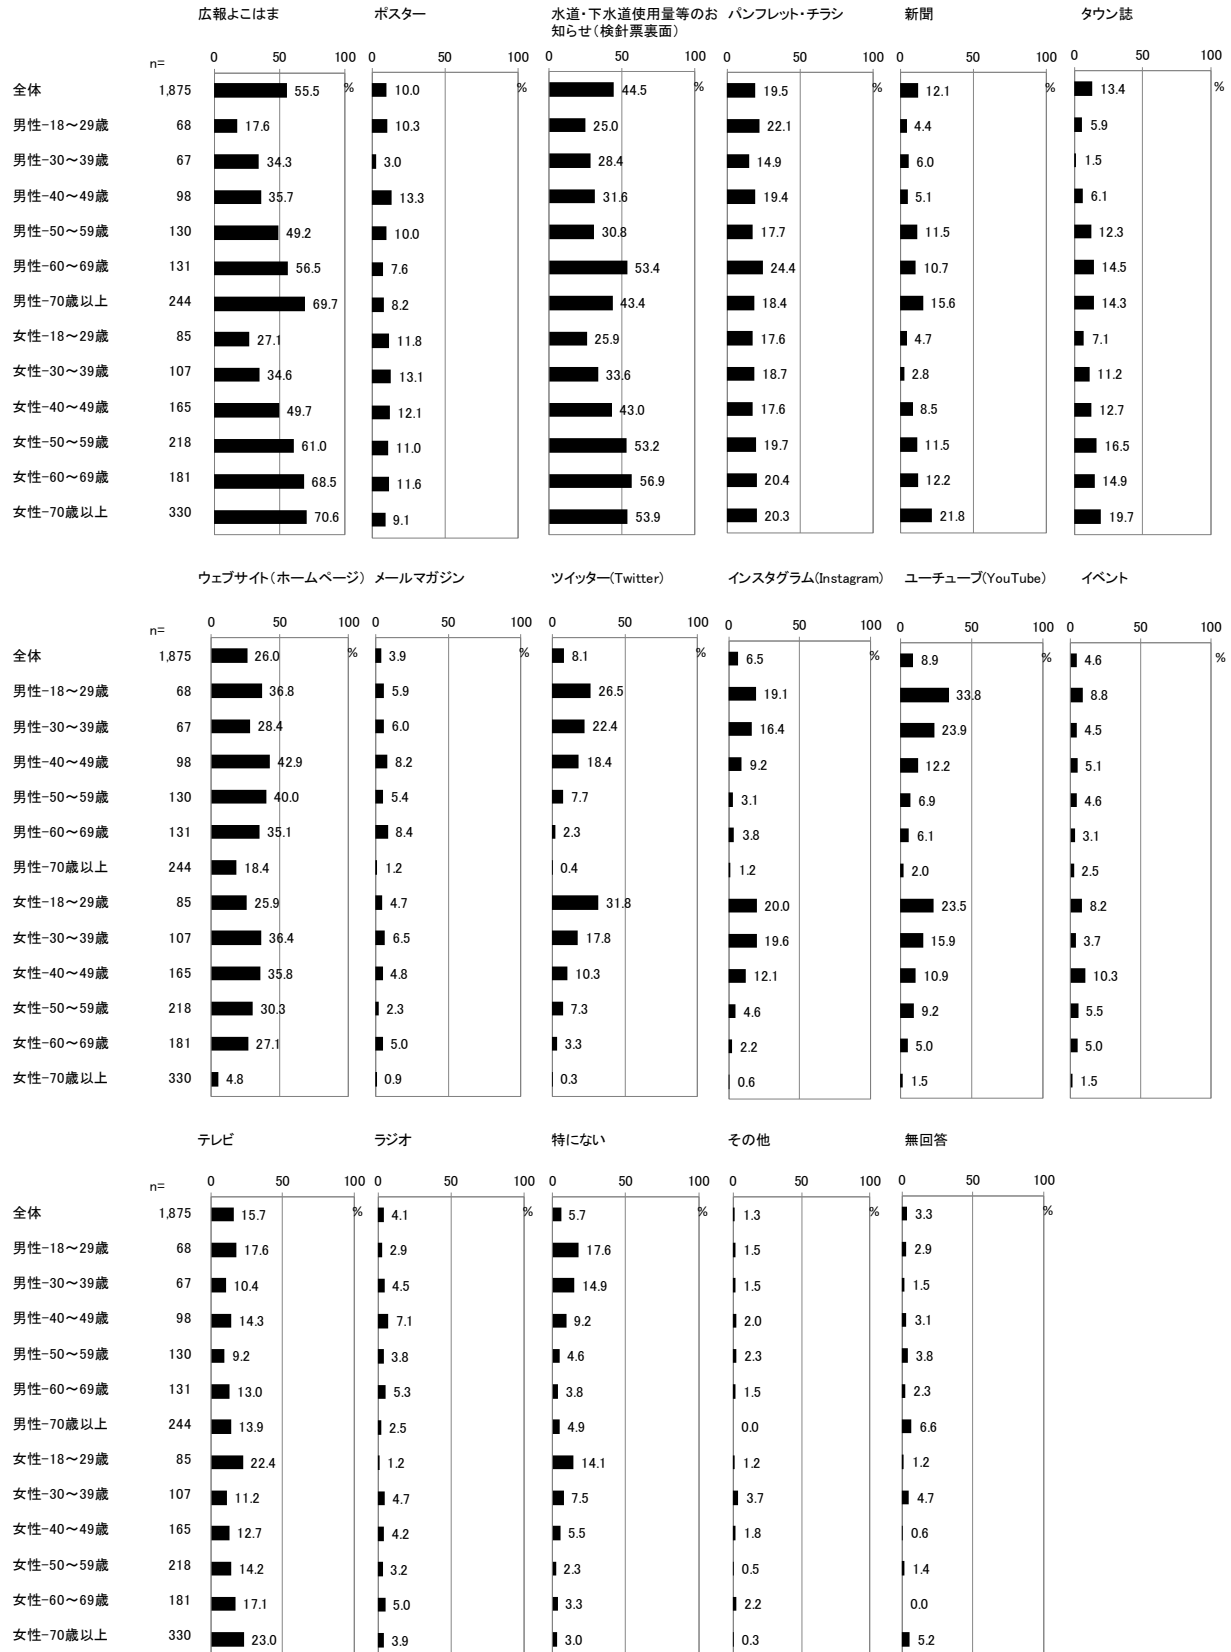 広報よこはま ポスター 水道・下水道使用量等のお パンフレット・チラシ 新聞 タウン誌
知らせ(検針票裏面)
n= 0 50 100 0 50 100 0 50 100 0 50 100 0 50 100 0 50 100
全体 1,875 55.5 % 10.0 % 44.5 % 19.5 % 12.1 % 13.4 %
男性-18～29歳 68 17.6 10.3 25.0 22.1 4.4 5.9
男性-30～39歳 67 34.3 3.0 28.4 14.9 6.0 1.5
男性-40～49歳 98 35.7 13.3 31.6 19.4 5.1 6.1
男性-50～59歳 130 49.2 10.0 30.8 17.7 11.5 12.3
男性-60～69歳 131 56.5 7.6 53.4 24.4 10.7 14.5
男性-70歳以上 244 69.7 8.2 43.4 18.4 15.6 14.3
女性-18～29歳 85 27.1 11.8 25.9 17.6 4.7 7.1
女性-30～39歳 107 34.6 13.1 33.6 18.7 2.8 11.2
女性-40～49歳 165 49.7 12.1 43.0 17.6 8.5 12.7
女性-50～59歳 218 61.0 11.0 53.2 19.7 11.5 16.5
女性-60～69歳 181 68.5 11.6 56.9 20.4 12.2 14.9
女性-70歳以上 330 70.6 9.1 53.9 20.3 21.8 19.7
ウェブサイト(ホームページ) メールマガジン ツイッター(Twitter) インスタグラム(Instagram) ユーチューブ(YouTube) イベント
n= 0 50 100 0 50 100 0 50 100 0 50 100 0 50 100 0 50 100
全体 1,875 26.0 % 3.9 % 8.1 % 6.5 % 8.9 % 4.6 %
男性-18～29歳 68 36.8 5.9 26.5 19.1 33.8 8.8
男性-30～39歳 67 28.4 6.0 22.4 16.4 23.9 4.5
男性-40～49歳 98 42.9 8.2 18.4 9.2 12.2 5.1
男性-50～59歳 130 40.0 5.4 7.7 3.1 6.9 4.6
男性-60～69歳 131 35.1 8.4 2.3 3.8 6.1 3.1
男性-70歳以上 244 18.4 1.2 0.4 1.2 2.0 2.5
女性-18～29歳 85 25.9 4.7 31.8 20.0 23.5 8.2
女性-30～39歳 107 36.4 6.5 17.8 19.6 15.9 3.7
女性-40～49歳 165 35.8 4.8 10.3 12.1 10.9 10.3
女性-50～59歳 218 30.3 2.3 7.3 4.6 9.2 5.5
女性-60～69歳 181 27.1 5.0 3.3 2.2 5.0 5.0
女性-70歳以上 330 4.8 0.9 0.3 0.6 1.5 1.5
テレビ ラジオ 特にない その他 無回答
n= 0 50 100 0 50 100 0 50 100 0 50 100 0 50 100
全体 1,875 15.7 % 4.1 % 5.7 % 1.3 % 3.3 %
男性-18～29歳 68 17.6 2.9 17.6 1.5 2.9
男性-30～39歳 67 10.4 4.5 14.9 1.5 1.5
男性-40～49歳 98 14.3 7.1 9.2 2.0 3.1
男性-50～59歳 130 9.2 3.8 4.6 2.3 3.8
男性-60～69歳 131 13.0 5.3 3.8 1.5 2.3
男性-70歳以上 244 13.9 2.5 4.9 0.0 6.6
女性-18～29歳 85 22.4 1.2 14.1 1.2 1.2
女性-30～39歳 107 11.2 4.7 7.5 3.7 4.7
女性-40～49歳 165 12.7 4.2 5.5 1.8 0.6
女性-50～59歳 218 14.2 3.2 2.3 0.5 1.4
女性-60～69歳 181 17.1 5.0 3.3 2.2 0.0
女性-70歳以上 330 23.0 3.9 3.0 0.3 5.2